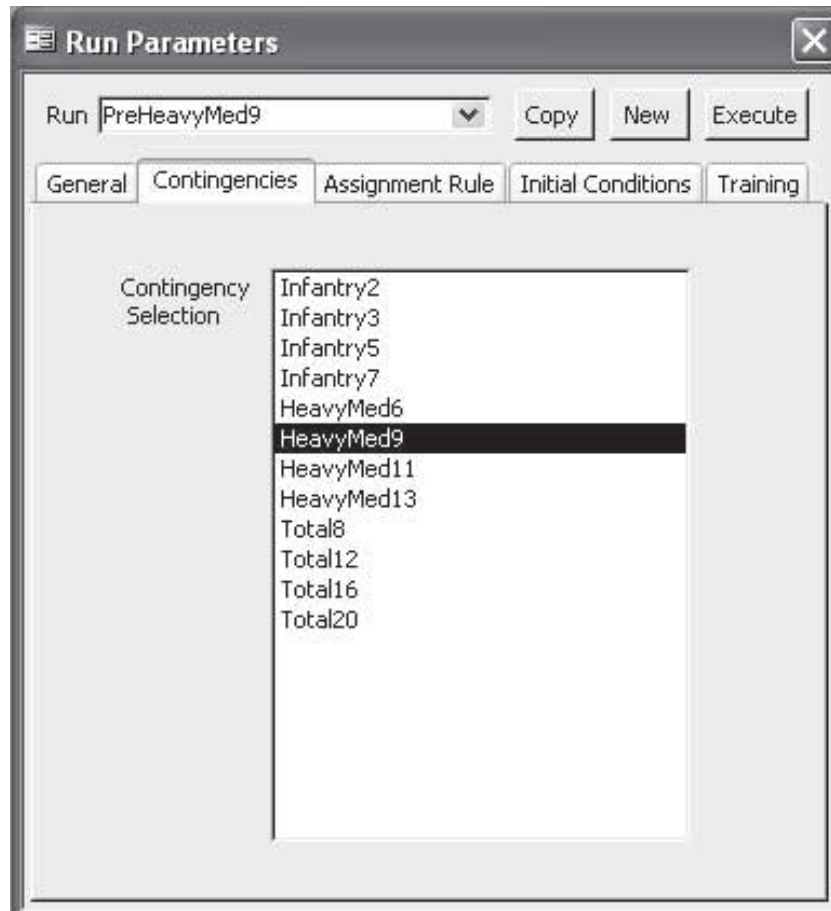 Run Parameters
Run PreHeavyMed9 Copy New Execute
General Contingencies Assignment Rule Initial Conditions Training
Contingency
Selection
Infantry2
Infantry3
Infantry5
Infantry7
HeavyMed6
HeavyMed9
HeavyMed11
HeavyMed13
Total8
Total12
Total16
Total20